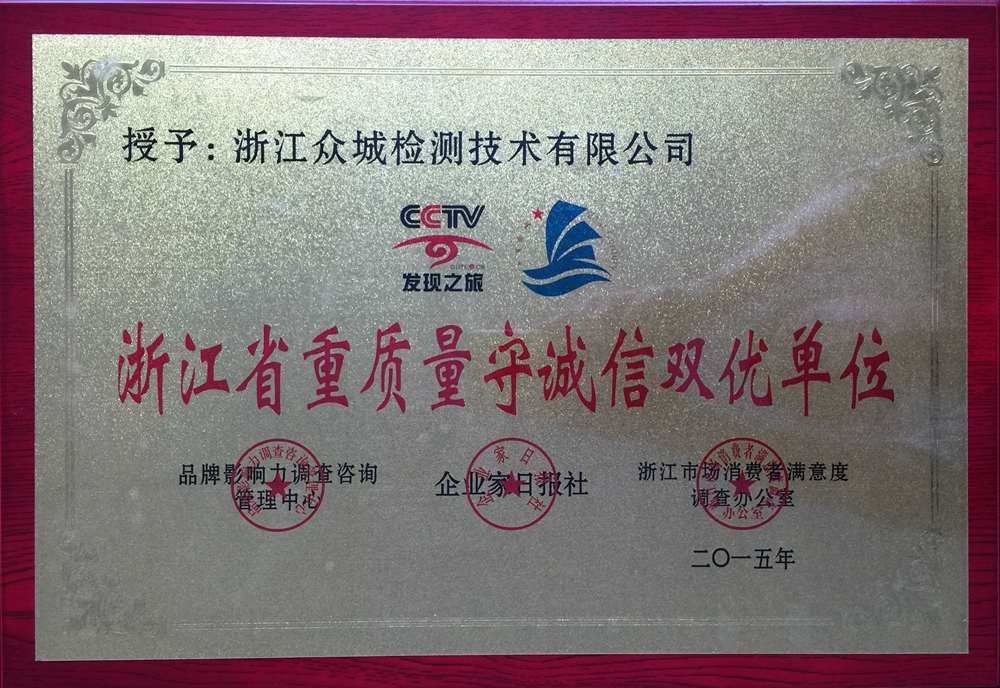 授予：浙江众城检测技术有限公司
CCTV
发现之旅
浙江省重质量守诚信双优单位
品牌影响力调查咨询
管理中心
企业家日报社
浙江市场消费者满意度
调查办公室
二〇一五年